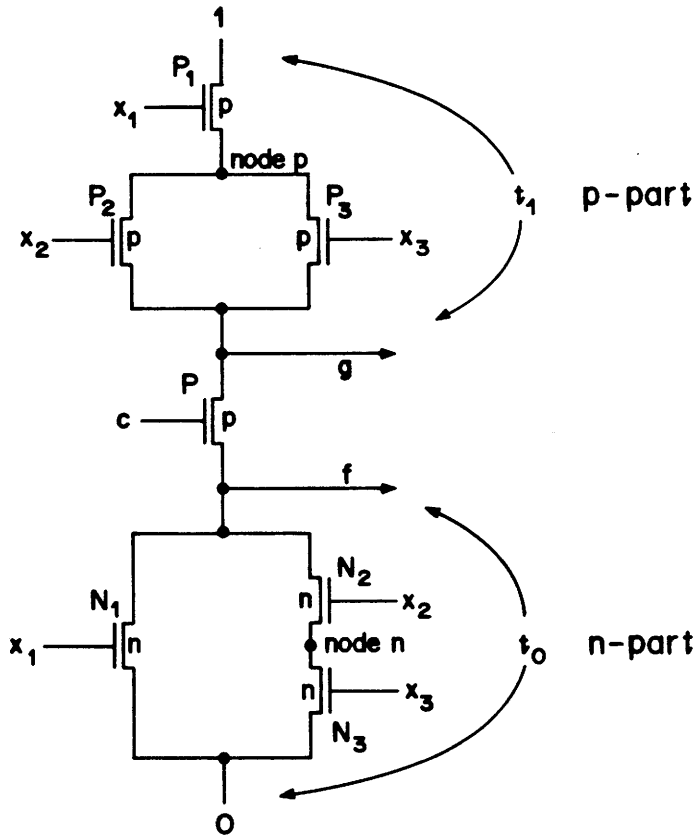 1
P₁
x₁ p
node p
P₂ P₃
x₂ p p x₃
t₁ p-part
g
P
c p
f
N₂
N₁ n x₂
x₁ n node n
t₀ n-part
n x₃
N₃
0